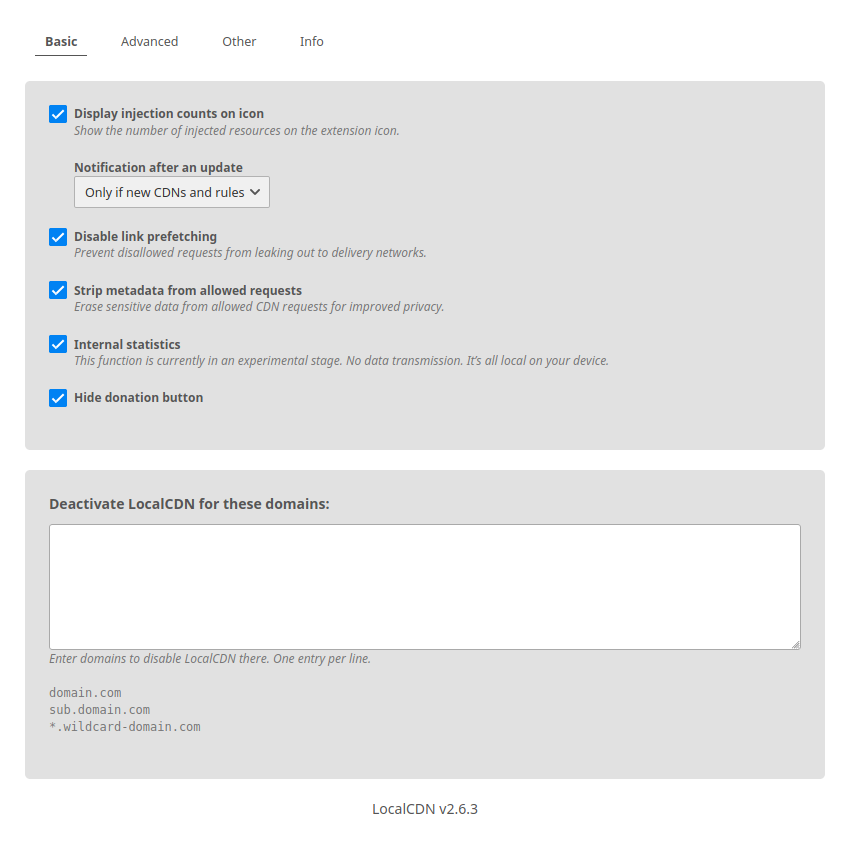 Basic Advanced Other Info
Display injection counts on icon
Show the number of injected resources on the extension icon.
Notification after an update
Only if new CDNs and rules
Disable link prefetching
Prevent disallowed requests from leaking out to delivery networks.
Strip metadata from allowed requests
Erase sensitive data from allowed CDN requests for improved privacy.
Internal statistics
This function is currently in an experimental stage. No data transmission. It’s all local on your device.
Hide donation button
Deactivate LocalCDN for these domains:
Enter domains to disable LocalCDN there. One entry per line.
domain.com
sub.domain.com
*.wildcard-domain.com
LocalCDN v2.6.3